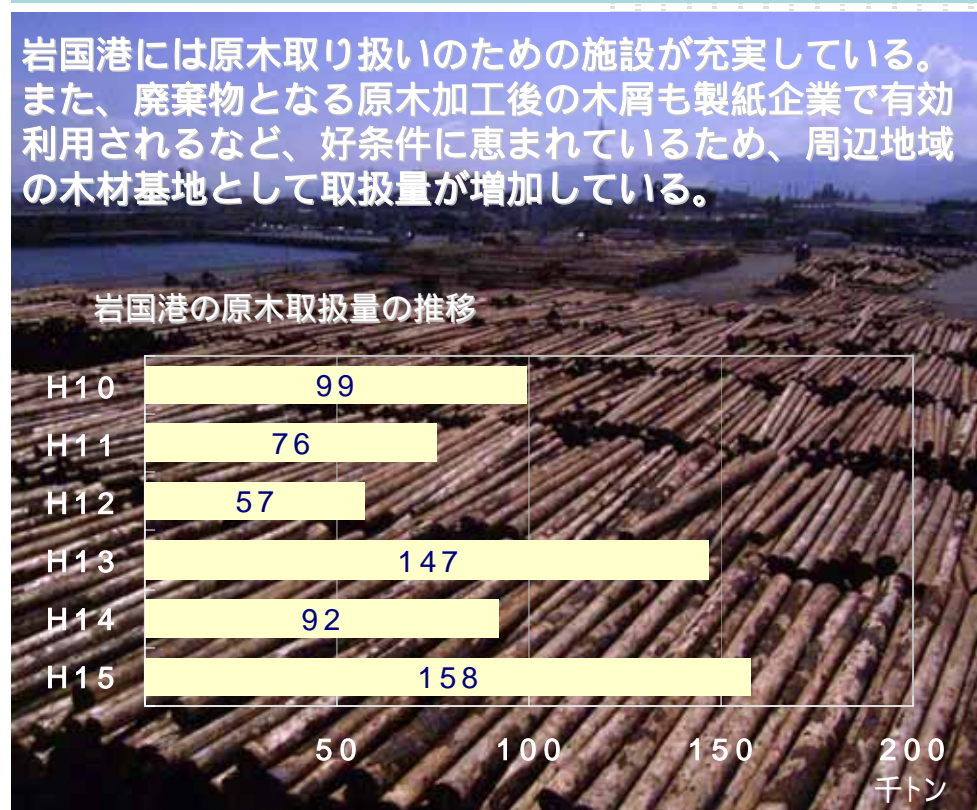 岩国港には原木取り扱いのための施設が充実している。
また、廃棄物となる原木加工後の木屑も製紙企業で有効
利用されるなど、好条件に恵まれているため、周辺地域
の木材基地として取扱量が増加している。
岩国港の原木取扱量の推移
H10 99
H11 76
H12 57
H13 147
H14 92
H15 158
50 100 150 200
千トン